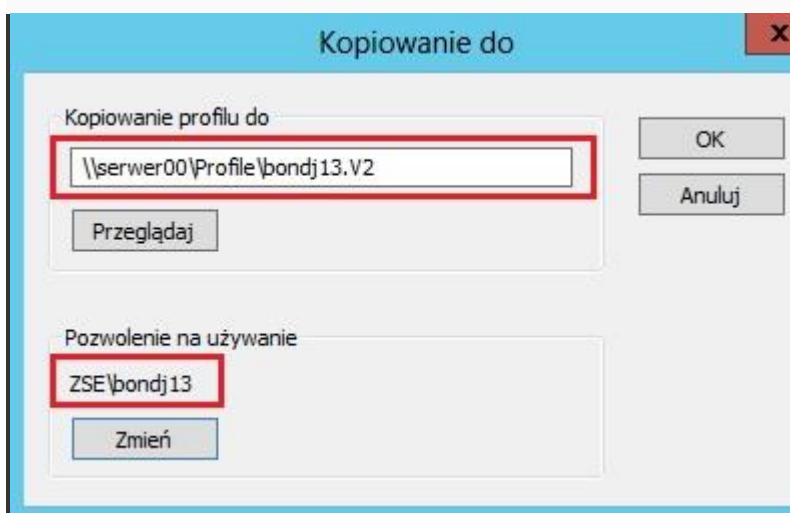 Kopiowanie do
x
Kopiowanie profilu do
\\serwer00\Profile\bondj13.V2
OK
Anuluj
Przeglądaj
Pozwolenie na używanie
ZSE\bondj13
Zmień